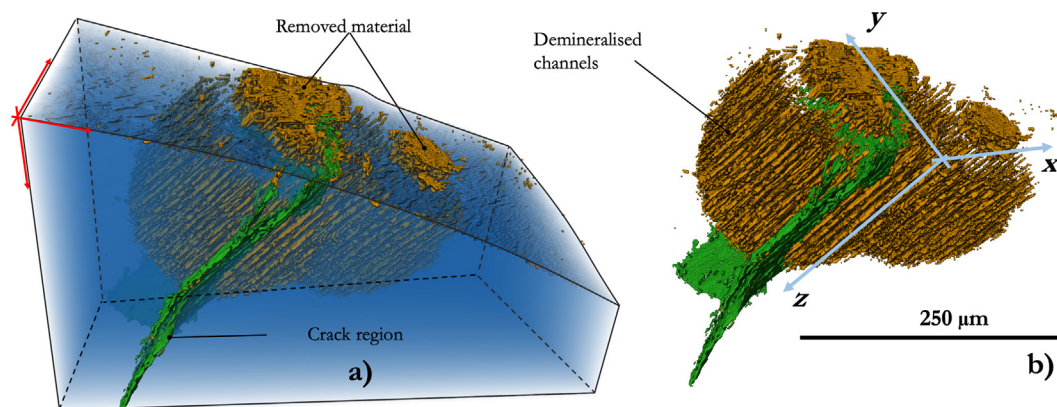 Removed material
Crack region
a)
Demineralised
channels
y
x
z
250 µm
b)